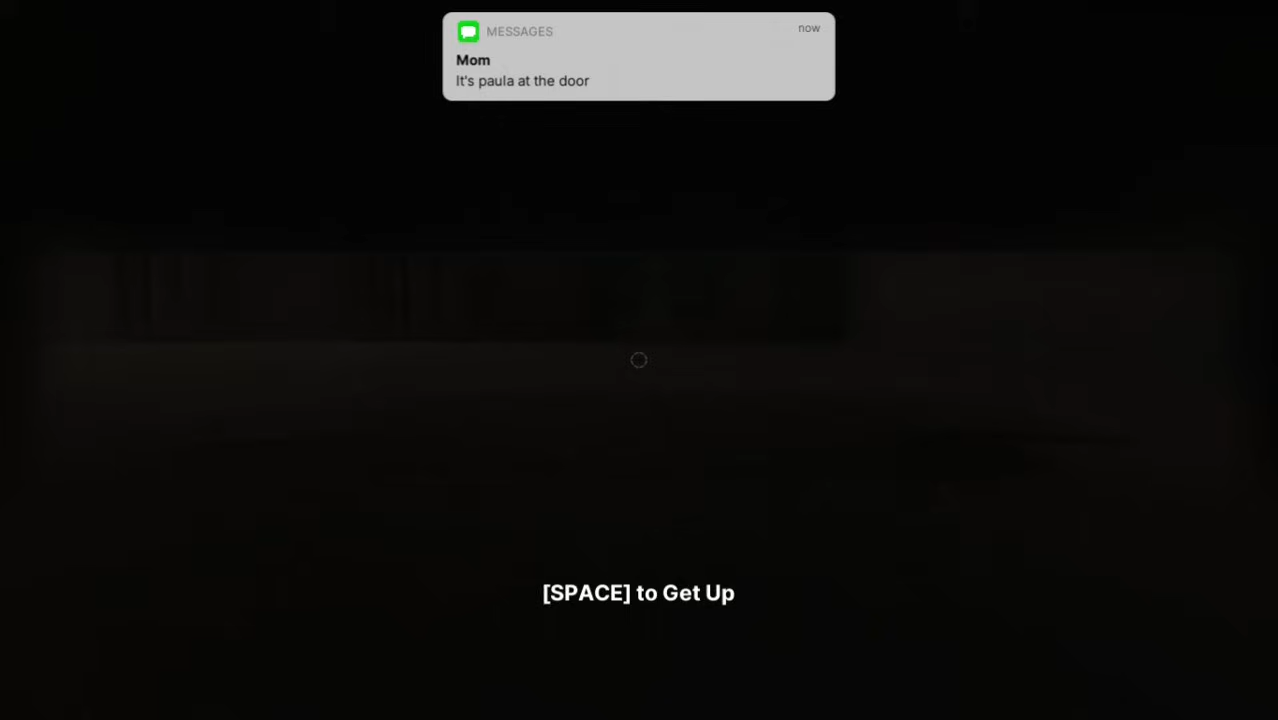 MESSAGES
now
Mom
It's paula at the door
[SPACE] to Get Up